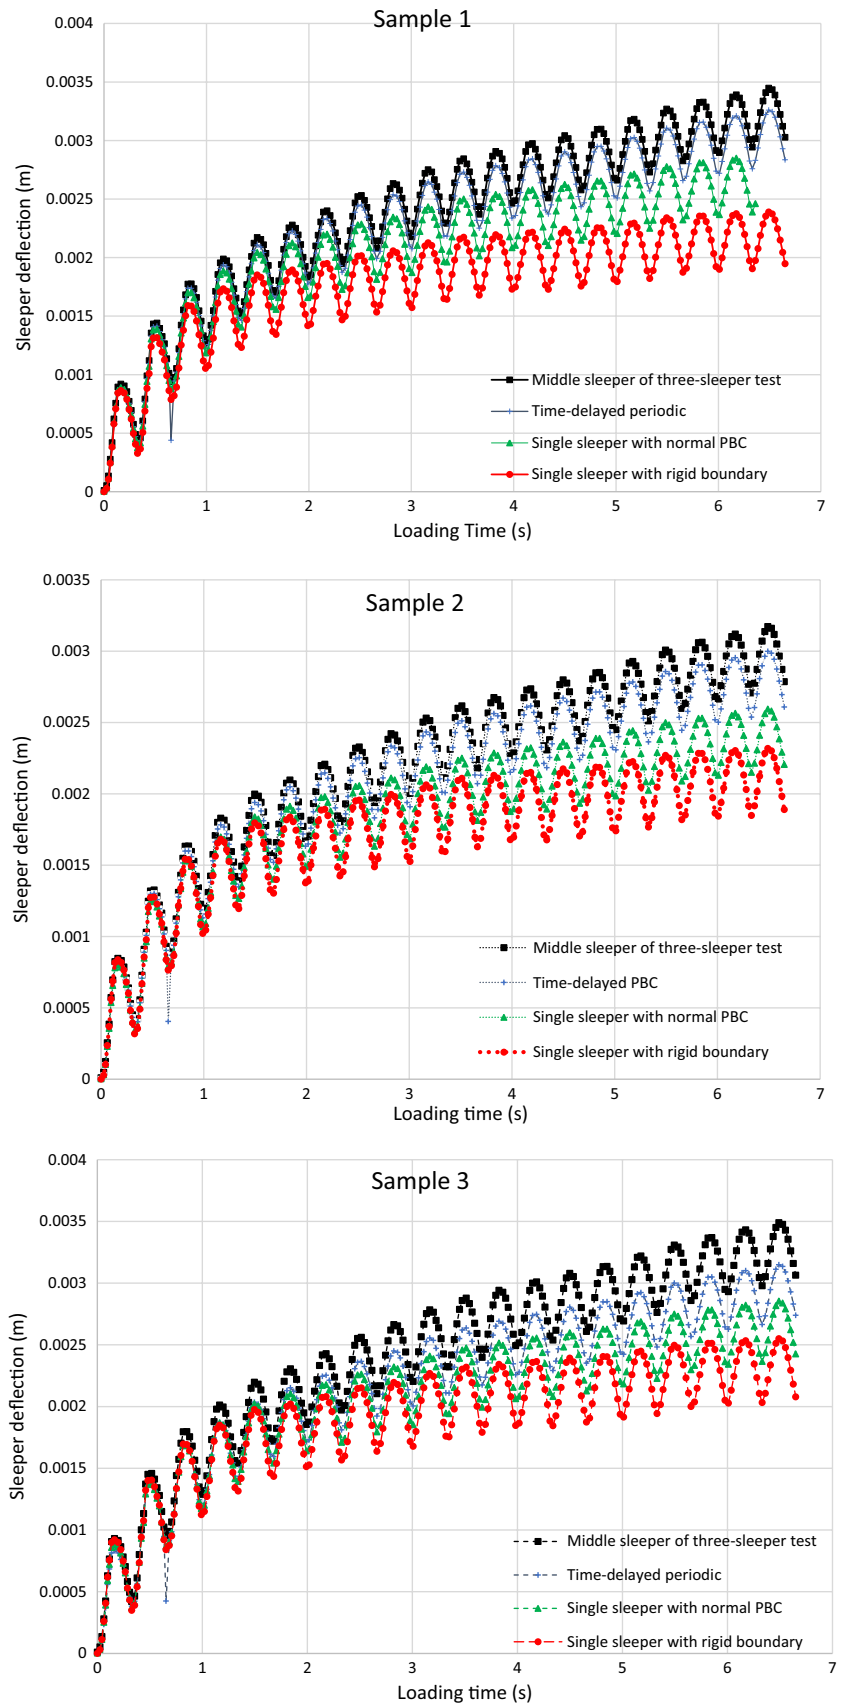 Sample 1
0.004
0.0035
0.003
0.0025
0.002
0.0015
0.001
0.0005
0
Sleeper deflection (m)
Middle sleeper of three-sleeper test
Time-delayed periodic
Single sleeper with normal PBC
Single sleeper with rigid boundary
0 1 2 3 4 5 6 7
Loading Time (s)
Sample 2
0.0035
0.003
0.0025
0.002
0.0015
0.001
0.0005
0
Sleeper deflection (m)
Middle sleeper of three-sleeper test
Time-delayed PBC
Single sleeper with normal PBC
Single sleeper with rigid boundary
0 1 2 3 4 5 6 7
Loading time (s)
Sample 3
0.004
0.0035
0.003
0.0025
0.002
0.0015
0.001
0.0005
0
Sleeper deflection (m)
Middle sleeper of three-sleeper test
Time-delayed periodic
Single sleeper with normal PBC
Single sleeper with rigid boundary
0 1 2 3 4 5 6 7
Loading time (s)